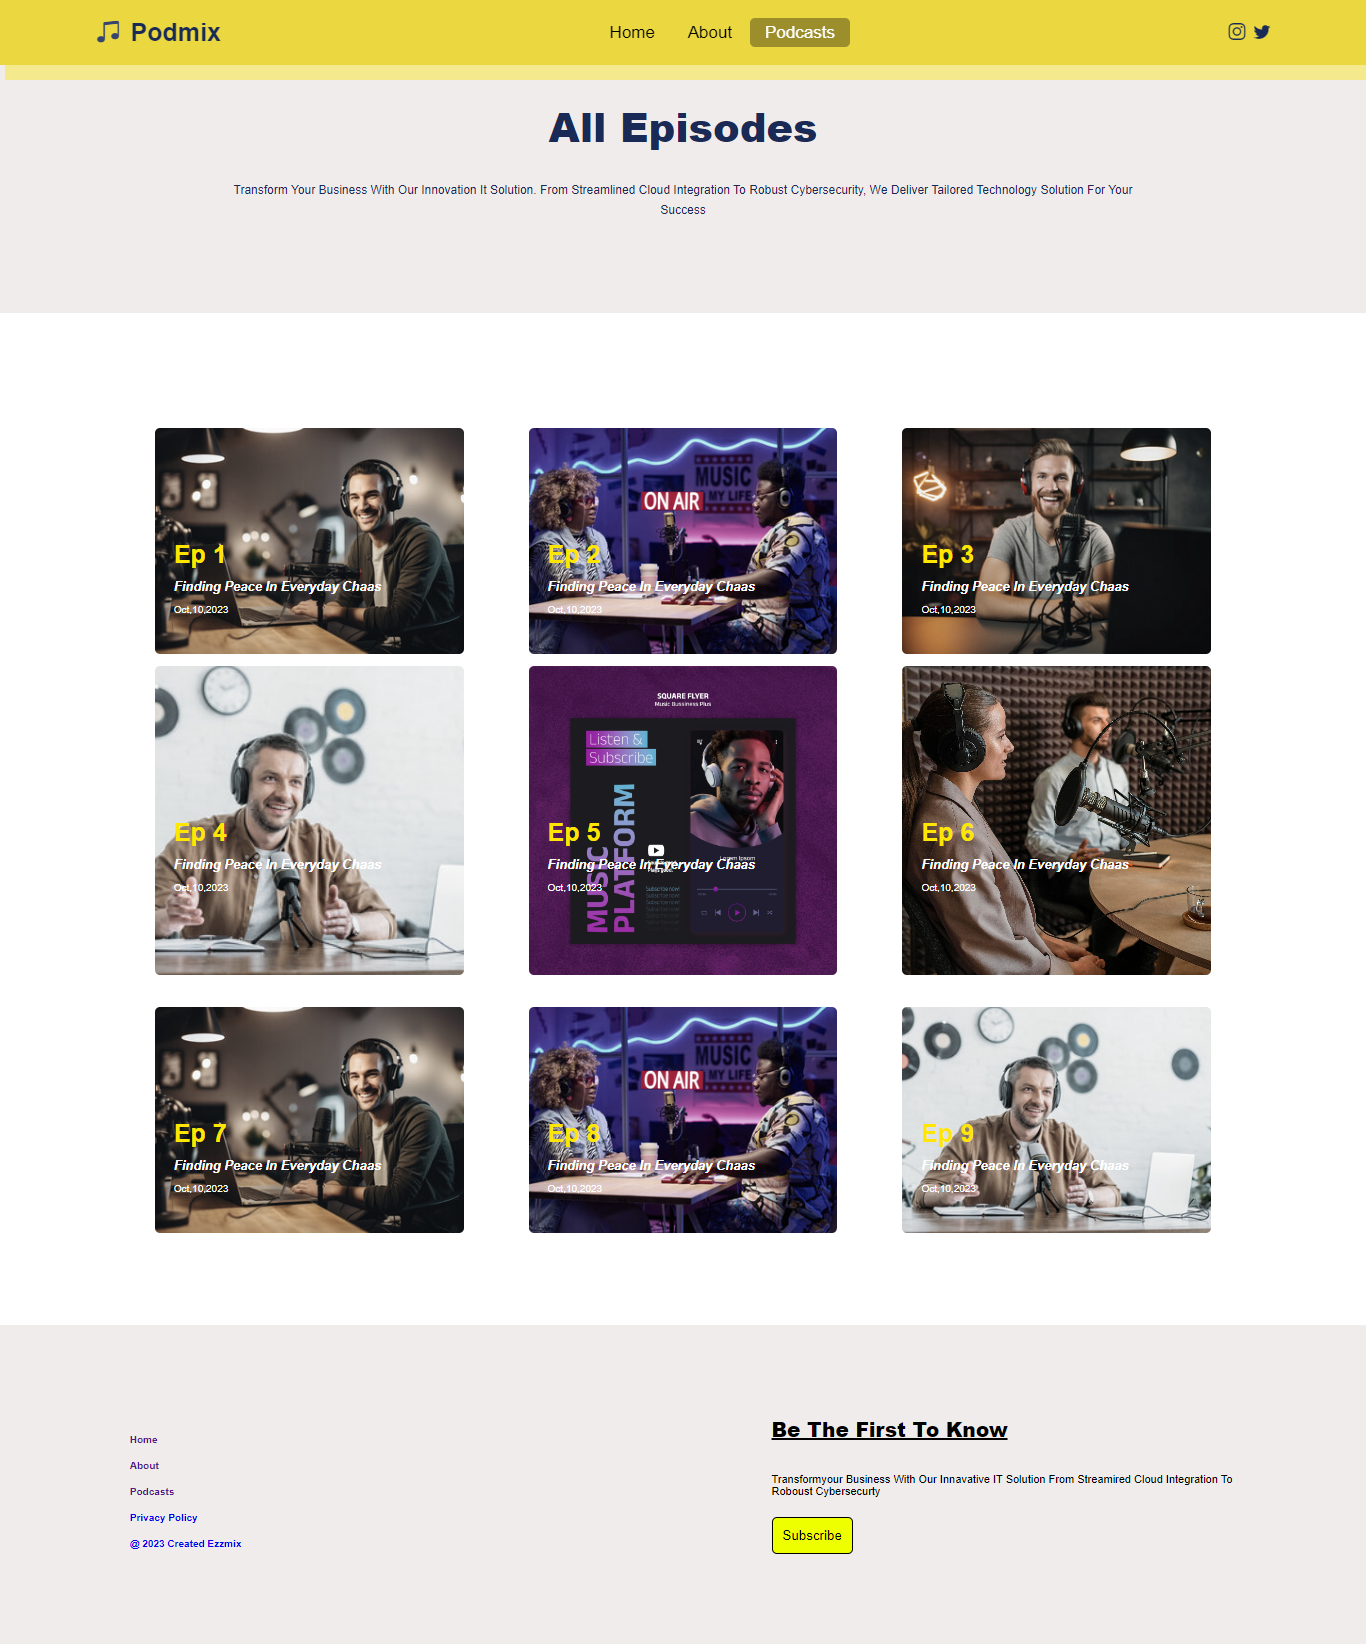 Podmix
Home
About
Podcasts
All Episodes
Transform Your Business With Our Innovation It Solution. From Streamlined Cloud Integration To Robust Cybersecurity, We Deliver Tailored Technology Solution For Your
Success
Ep 1
Finding Peace In Everyday Chaas
Oct,10,2023
MUSIC
MY LIFE
ON AIR
Ep 2
Finding Peace In Everyday Chaas
Oct,10,2023
Ep 3
Finding Peace In Everyday Chaas
Oct,10,2023
Ep 4
Finding Peace In Everyday Chaas
Oct,10,2023
SQUARE FLYER
Music Bussiness Plus
Listen &
Subscribe
MUSIC
PLATFORM
Lorem Ipsom
Subscribe now!
Ep 5
Finding Peace In Everyday Chaas
Oct,10,2023
Ep 6
Finding Peace In Everyday Chaas
Oct,10,2023
Ep 7
Finding Peace In Everyday Chaas
Oct,10,2023
MUSIC
MY LIFE
ON AIR
Ep 8
Finding Peace In Everyday Chaas
Oct,10,2023
Ep 9
Finding Peace In Everyday Chaas
Oct,10,2023
Home
About
Podcasts
Privacy Policy
@ 2023 Created Ezzmix
Be The First To Know
Transformyour Business With Our Innavative IT Solution From Streamired Cloud Integration To
Roboust Cybersecurty
Subscribe